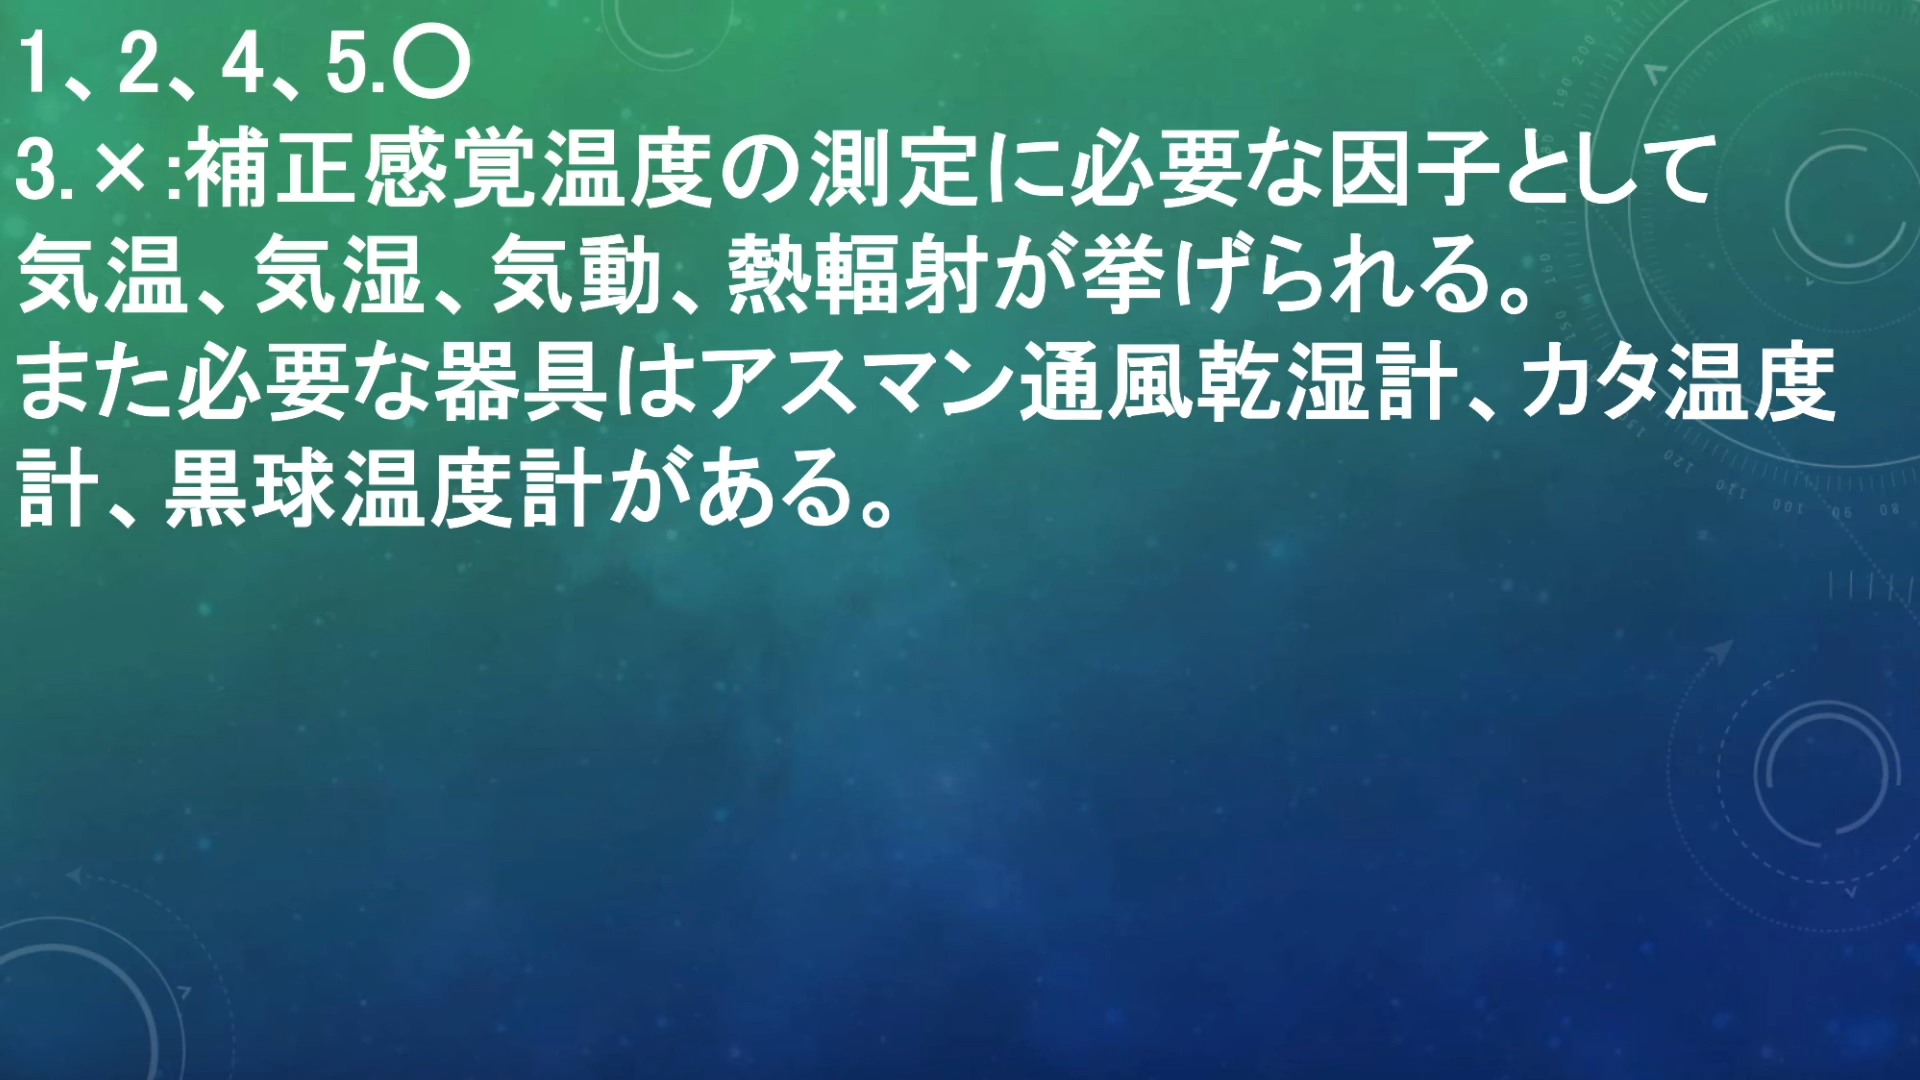 1、2、4、5.〇
3.×:補正感覚温度の測定に必要な因子として
気温、気湿、気動、熱輻射が挙げられる。
また必要な器具はアスマン通風乾湿計、カタ温度
計、黒球温度計がある。